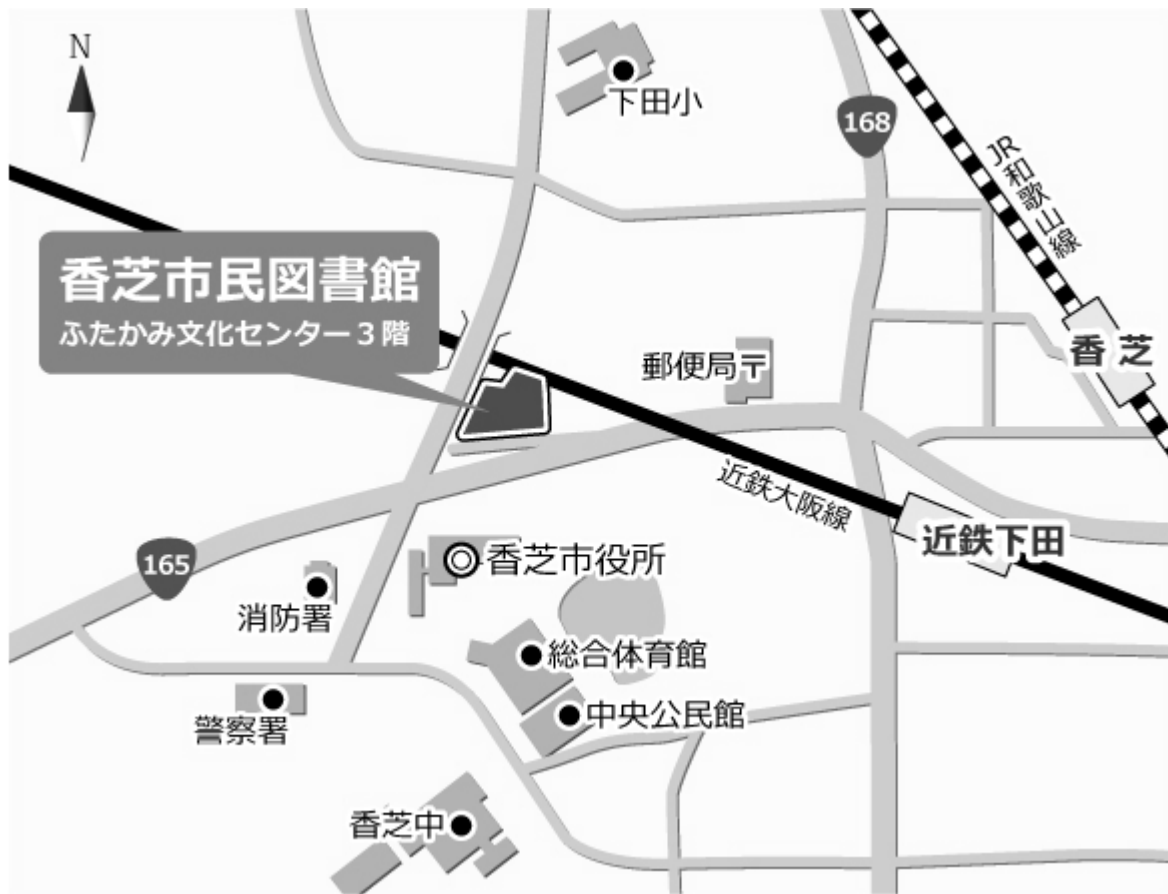 N
下田小
168
JR和歌山線
香芝市民図書館
ふたかみ文化センター３階
郵便局〒
香芝
近鉄大阪線
近鉄下田
165
香芝市役所
消防署
総合体育館
中央公民館
警察署
香芝中